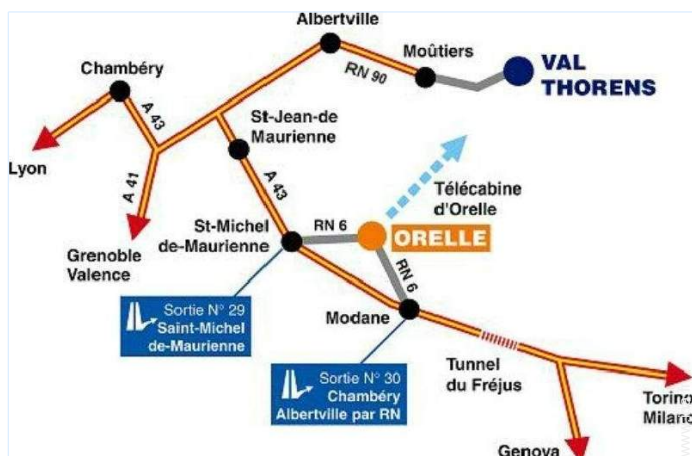 Albertville
Moûtiers
VAL
THORENS
RN 90
Chambéry
A 43
St-Jean-de
Maurienne
Lyon
A 41
A 43
Télécabine
d'Orelle
St-Michel
de-Maurienne
RN 6
ORELLE
Grenoble
Valence
RN 6
Sortie N° 29
Saint-Michel
de-Maurienne
Modane
Sortie N° 30
Chambéry
Albertville par RN
Tunnel
du Fréjus
Torino
Milano
Genova